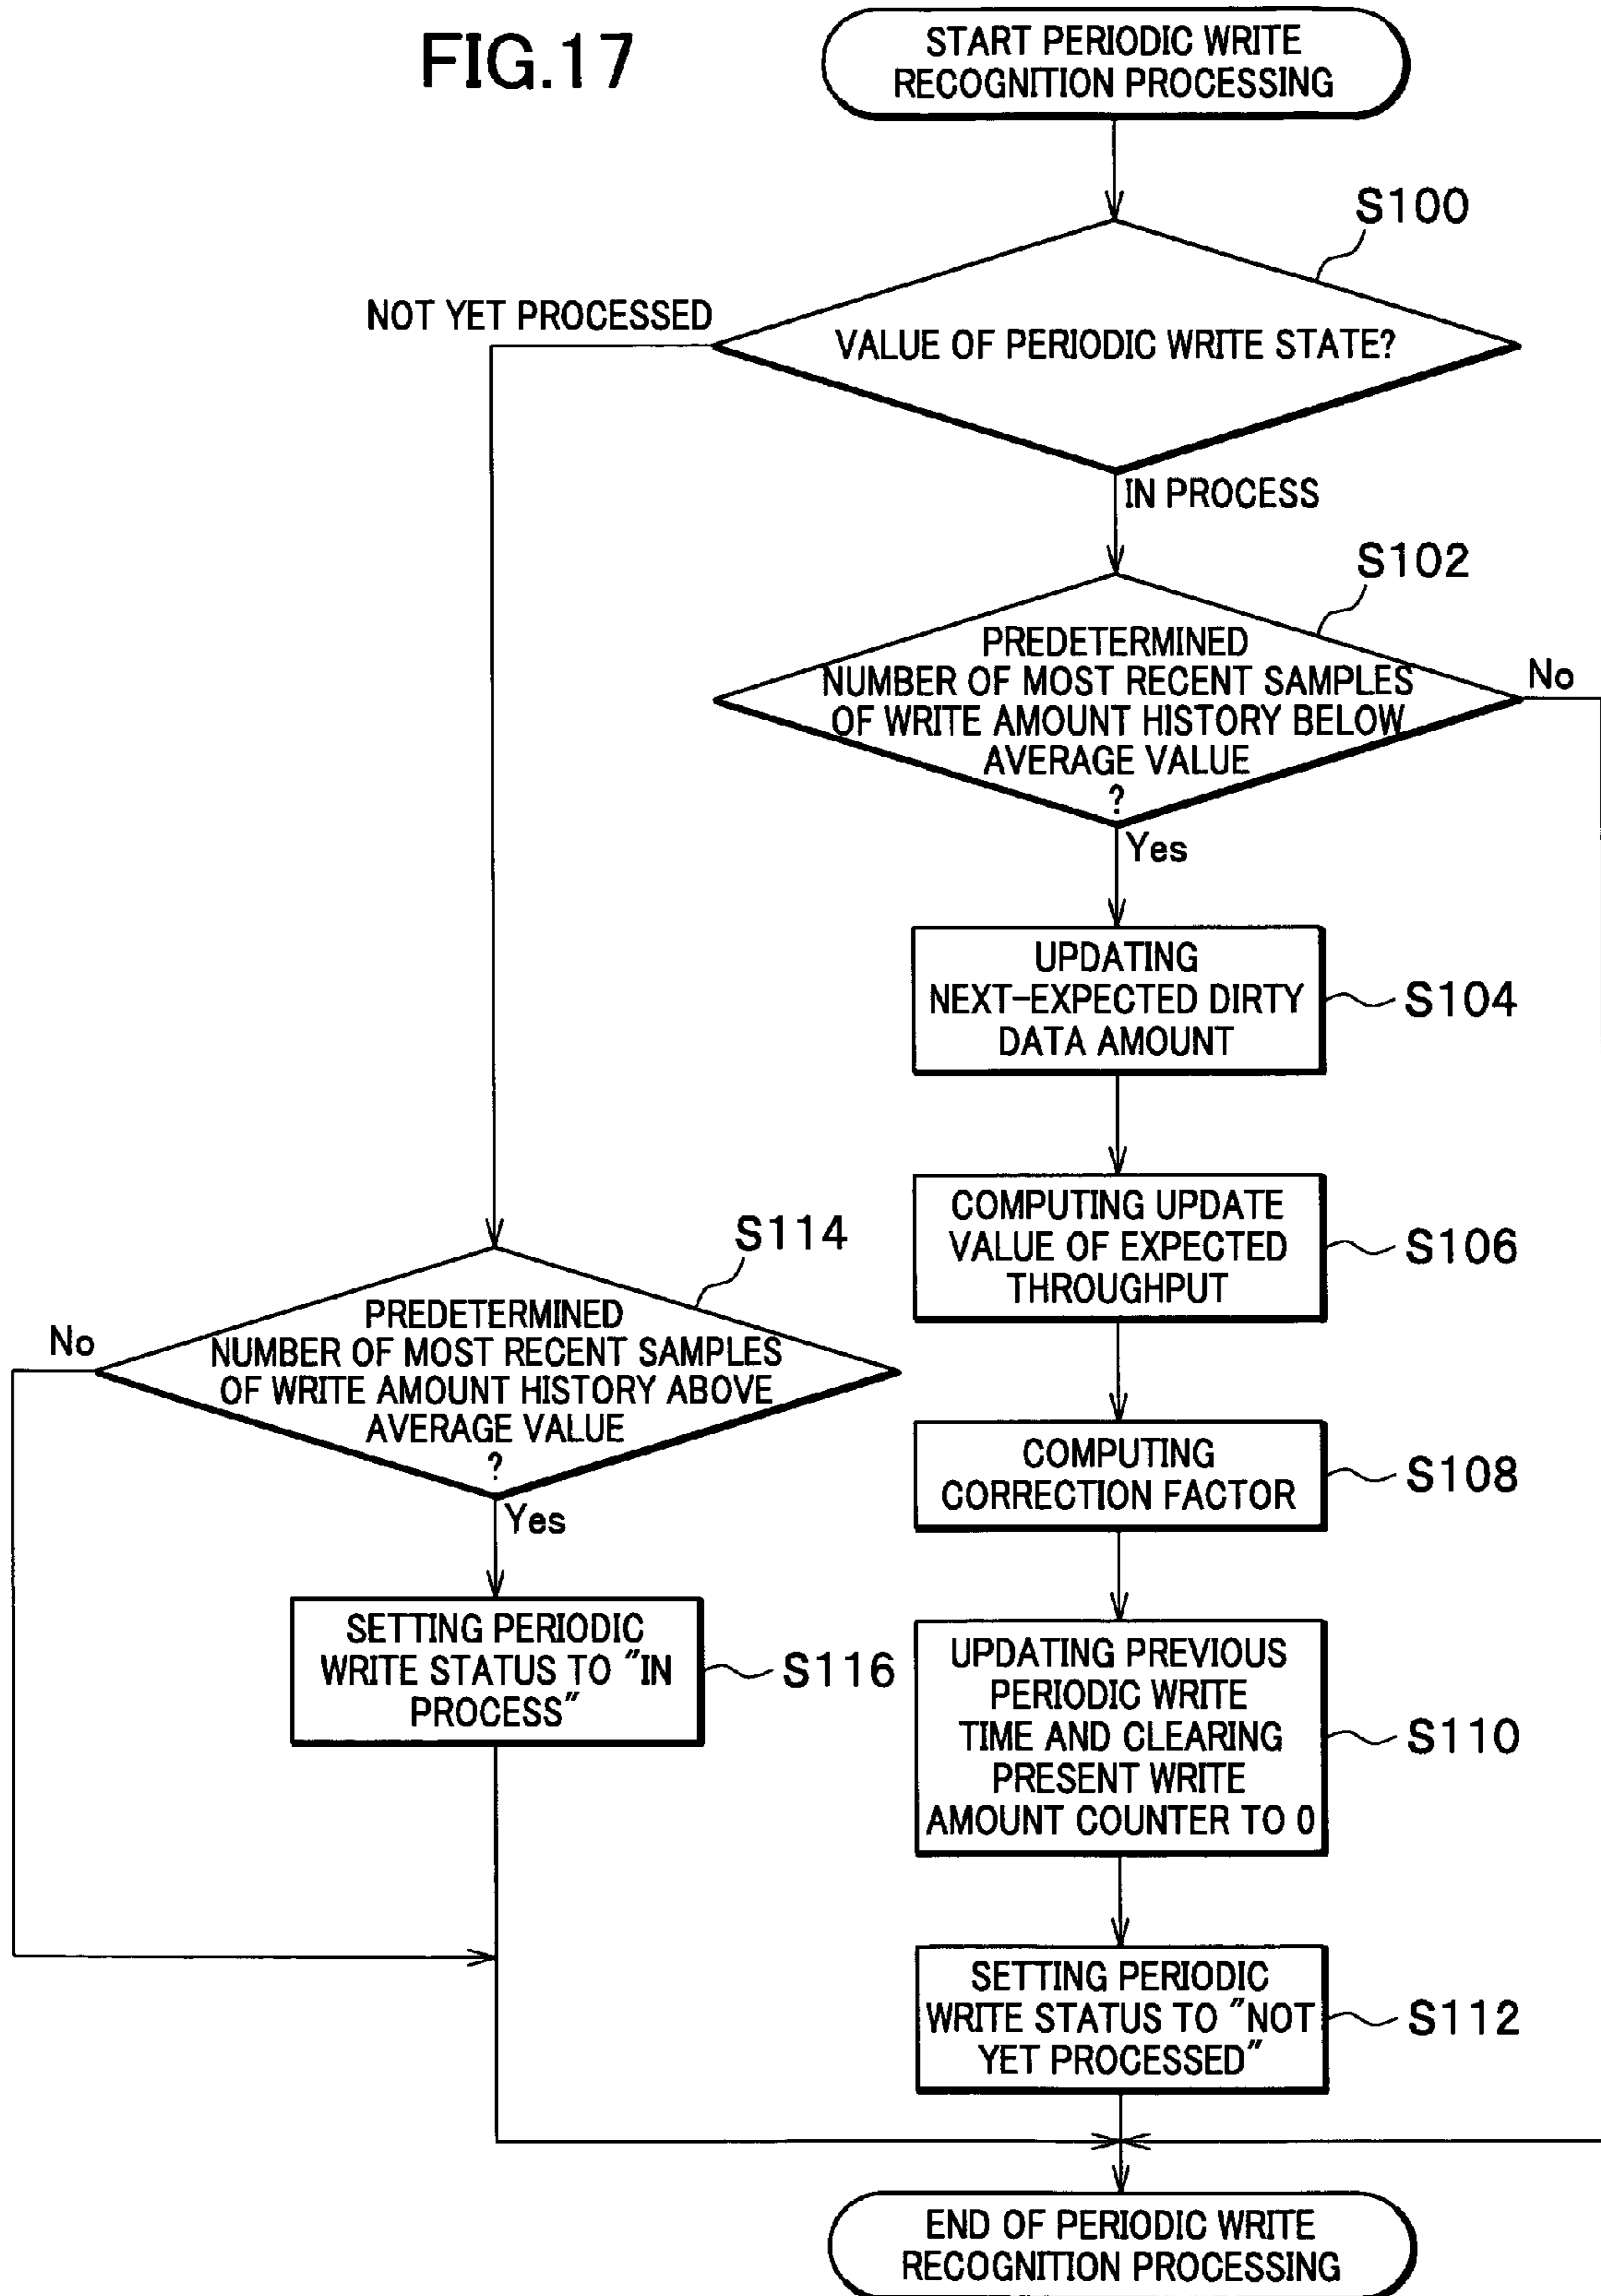 FIG.17
START PERIODIC WRITE
RECOGNITION PROCESSING
S100
NOT YET PROCESSED
VALUE OF PERIODIC WRITE STATE?
IN PROCESS
S102
PREDETERMINED
NUMBER OF MOST RECENT SAMPLES
OF WRITE AMOUNT HISTORY BELOW
AVERAGE VALUE
?
No
Yes
UPDATING
NEXT-EXPECTED DIRTY
DATA AMOUNT
S104
COMPUTING UPDATE
VALUE OF EXPECTED
THROUGHPUT
S106
S114
PREDETERMINED
NUMBER OF MOST RECENT SAMPLES
OF WRITE AMOUNT HISTORY ABOVE
AVERAGE VALUE
?
No
Yes
COMPUTING
CORRECTION FACTOR
S108
SETTING PERIODIC
WRITE STATUS TO "IN
PROCESS"
S116
UPDATING PREVIOUS
PERIODIC WRITE
TIME AND CLEARING
PRESENT WRITE
AMOUNT COUNTER TO 0
S110
SETTING PERIODIC
WRITE STATUS TO "NOT
YET PROCESSED"
S112
END OF PERIODIC WRITE
RECOGNITION PROCESSING